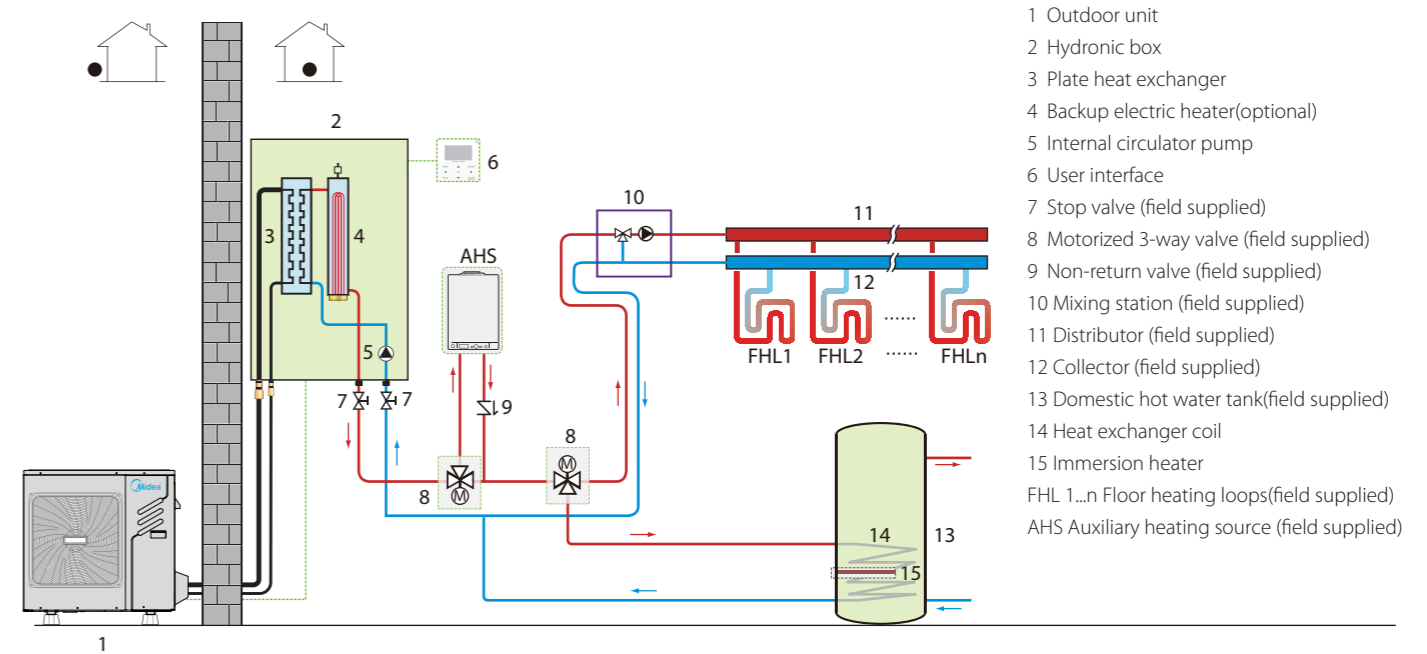 2
6
3
4
5
7
7
AHS
9
8
8
M
M
10
11
12
......
FHL1
FHL2
......
FHLn
14
13
15
Midea
1
1 Outdoor unit
2 Hydronic box
3 Plate heat exchanger
4 Backup electric heater(optional)
5 Internal circulator pump
6 User interface
7 Stop valve (field supplied)
8 Motorized 3-way valve (field supplied)
9 Non-return valve (field supplied)
10 Mixing station (field supplied)
11 Distributor (field supplied)
12 Collector (field supplied)
13 Domestic hot water tank(field supplied)
14 Heat exchanger coil
15 Immersion heater
FHL 1...n Floor heating loops(field supplied)
AHS Auxiliary heating source (field supplied)